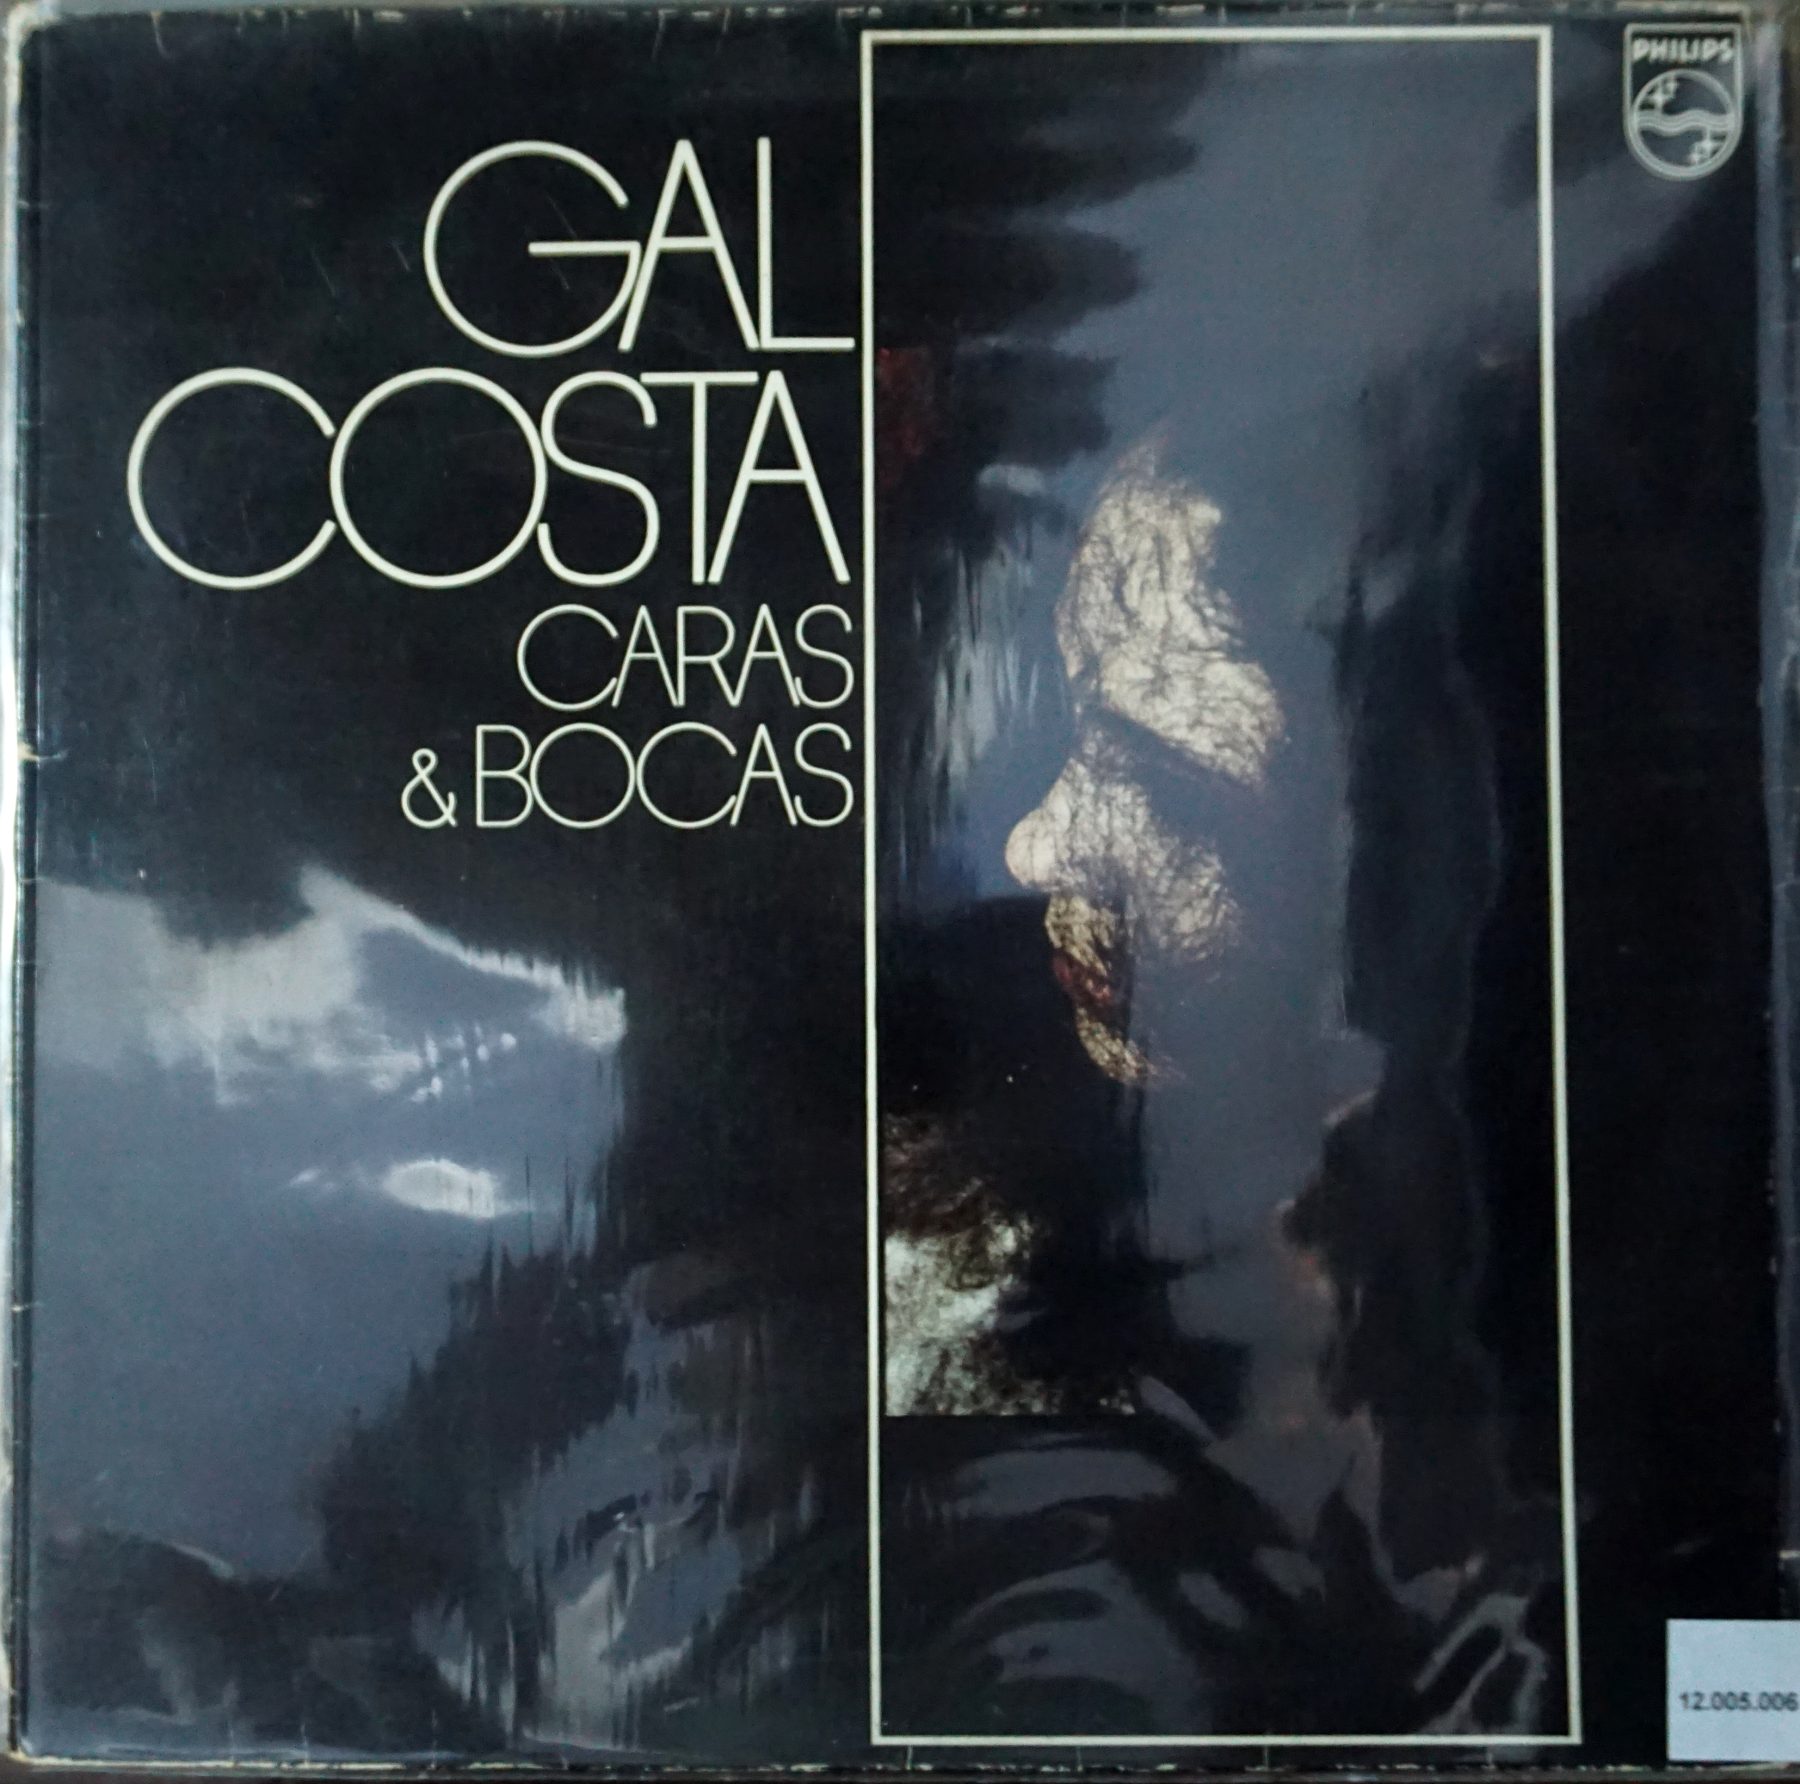 PHILIPS
GAL
COSTA
CARAS
& BOCAS
12.005.006